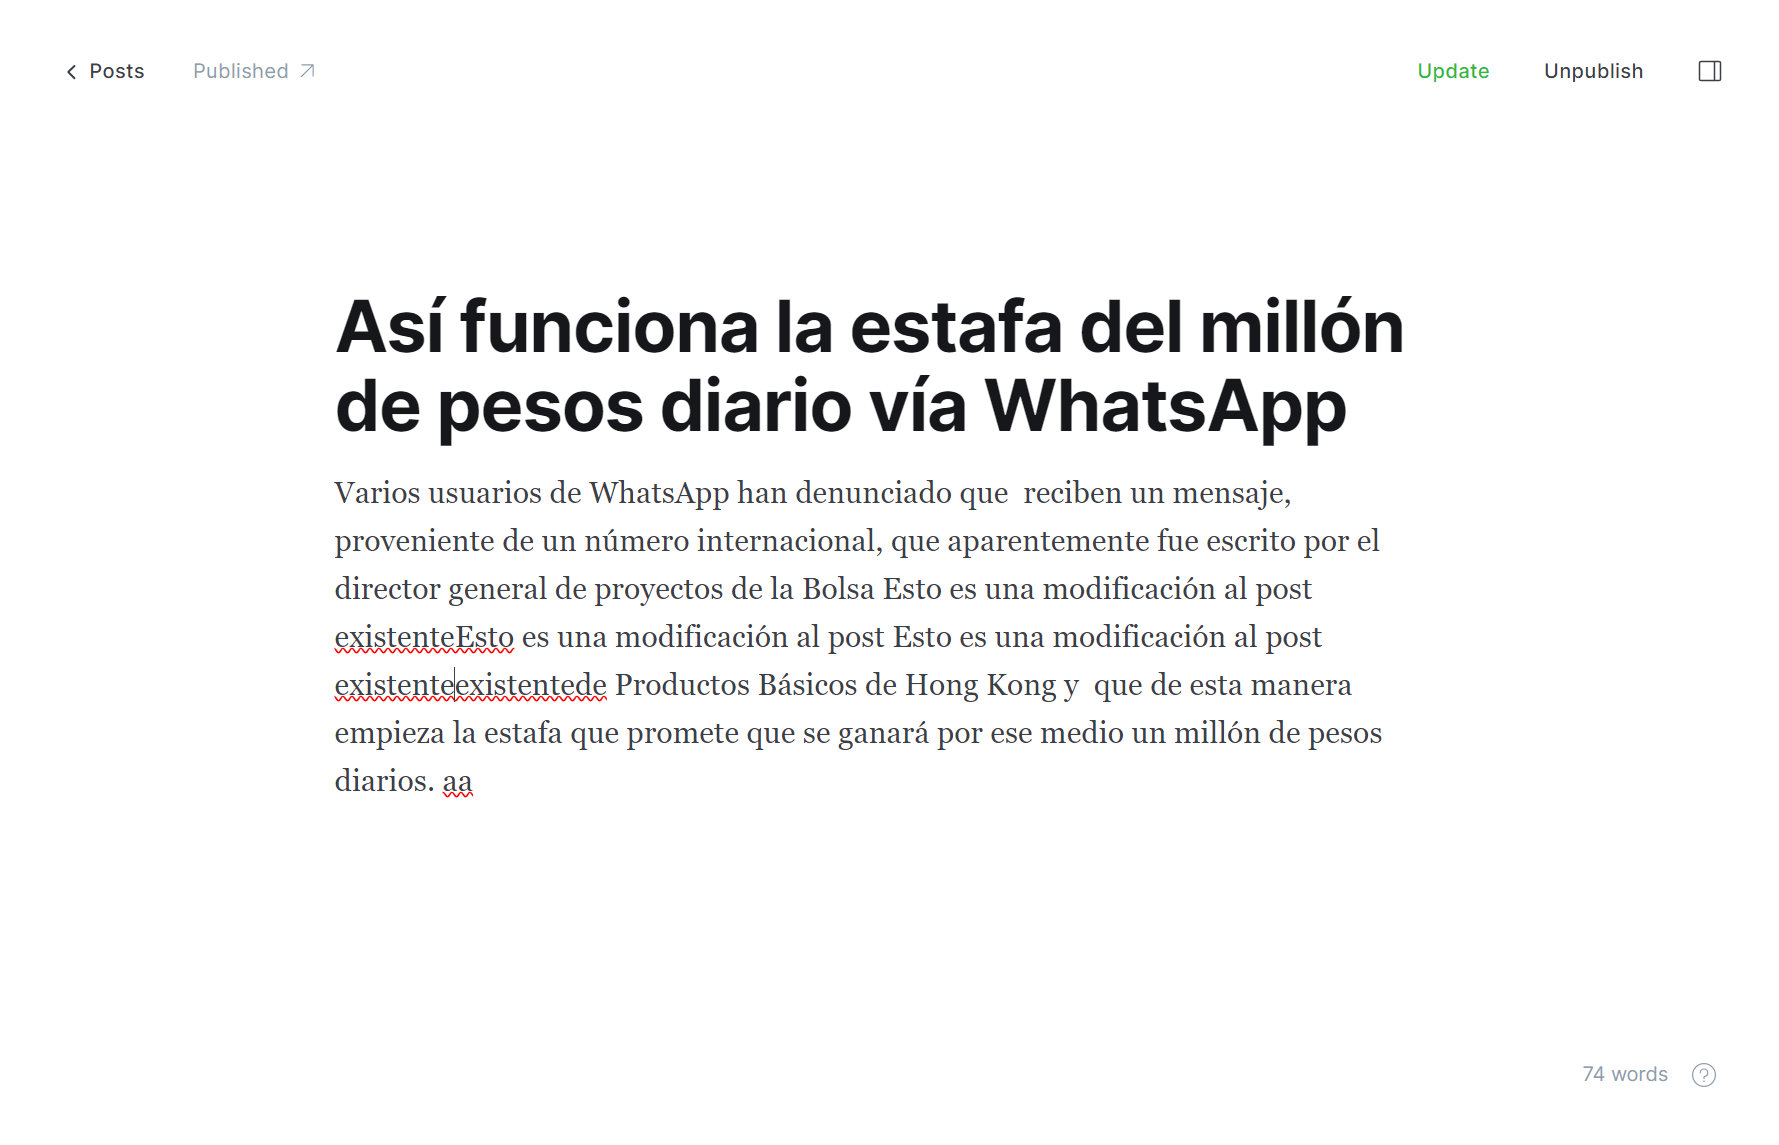 Posts
Published
Update
Unpublish
Así funciona la estafa del millón
de pesos diario vía WhatsApp
Varios usuarios de WhatsApp han denunciado que  reciben un mensaje,
proveniente de un número internacional, que aparentemente fue escrito por el
director general de proyectos de la Bolsa Esto es una modificación al post
existenteEsto es una modificación al post Esto es una modificación al post
existenteexistentede Productos Básicos de Hong Kong y  que de esta manera
empieza la estafa que promete que se ganará por ese medio un millón de pesos
diarios. aa
74 words
?